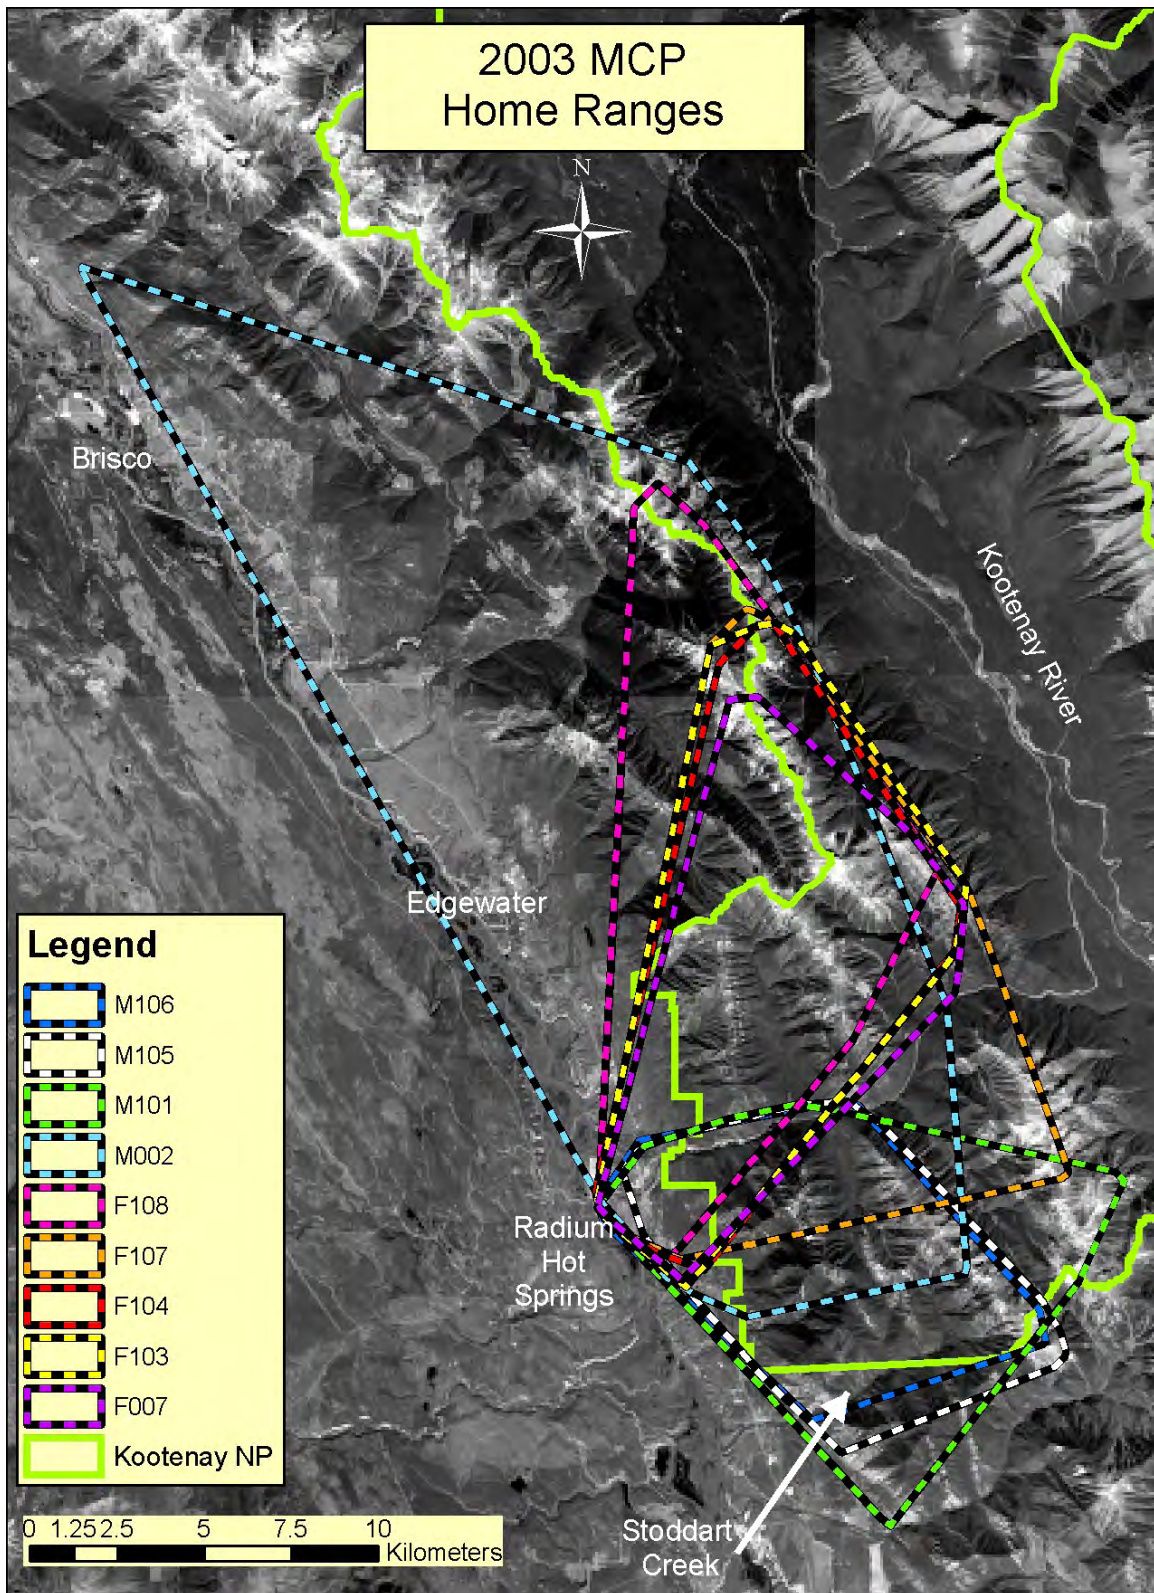 2003 MCP
Home Ranges
N
Brisco
Kootenay River
Edgewater
Legend
M106
M105
M101
M002
F108
F107
F104
F103
F007
Kootenay NP
Radium
Hot
Springs
Stoddart
Creek
0 1.25 2.5 5 7.5 10
Kilometers